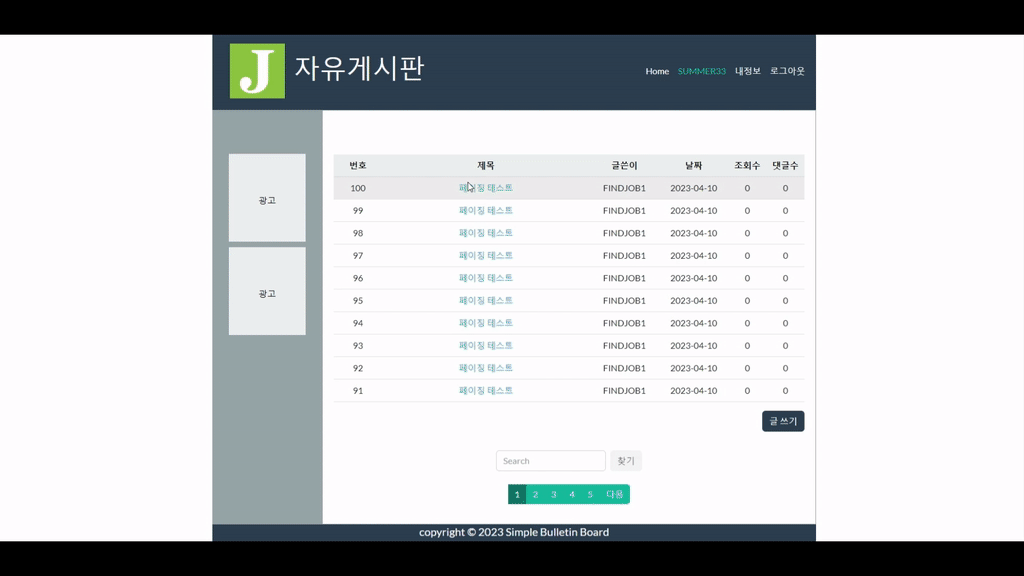 J 자유게시판
Home SUMMER33 내정보 로그아웃
번호 제목 글쓴이 날짜 조회수 댓글수
100 페이징 테스트 FINDJOB1 2023-04-10 0 0
99 페이징 테스트 FINDJOB1 2023-04-10 0 0
98 페이징 테스트 FINDJOB1 2023-04-10 0 0
97 페이징 테스트 FINDJOB1 2023-04-10 0 0
96 페이징 테스트 FINDJOB1 2023-04-10 0 0
95 페이징 테스트 FINDJOB1 2023-04-10 0 0
94 페이징 테스트 FINDJOB1 2023-04-10 0 0
93 페이징 테스트 FINDJOB1 2023-04-10 0 0
92 페이징 테스트 FINDJOB1 2023-04-10 0 0
91 페이징 테스트 FINDJOB1 2023-04-10 0 0
광고
광고
글 쓰기
Search 찾기
1 2 3 4 5 다음
copyright © 2023 Simple Bulletin Board